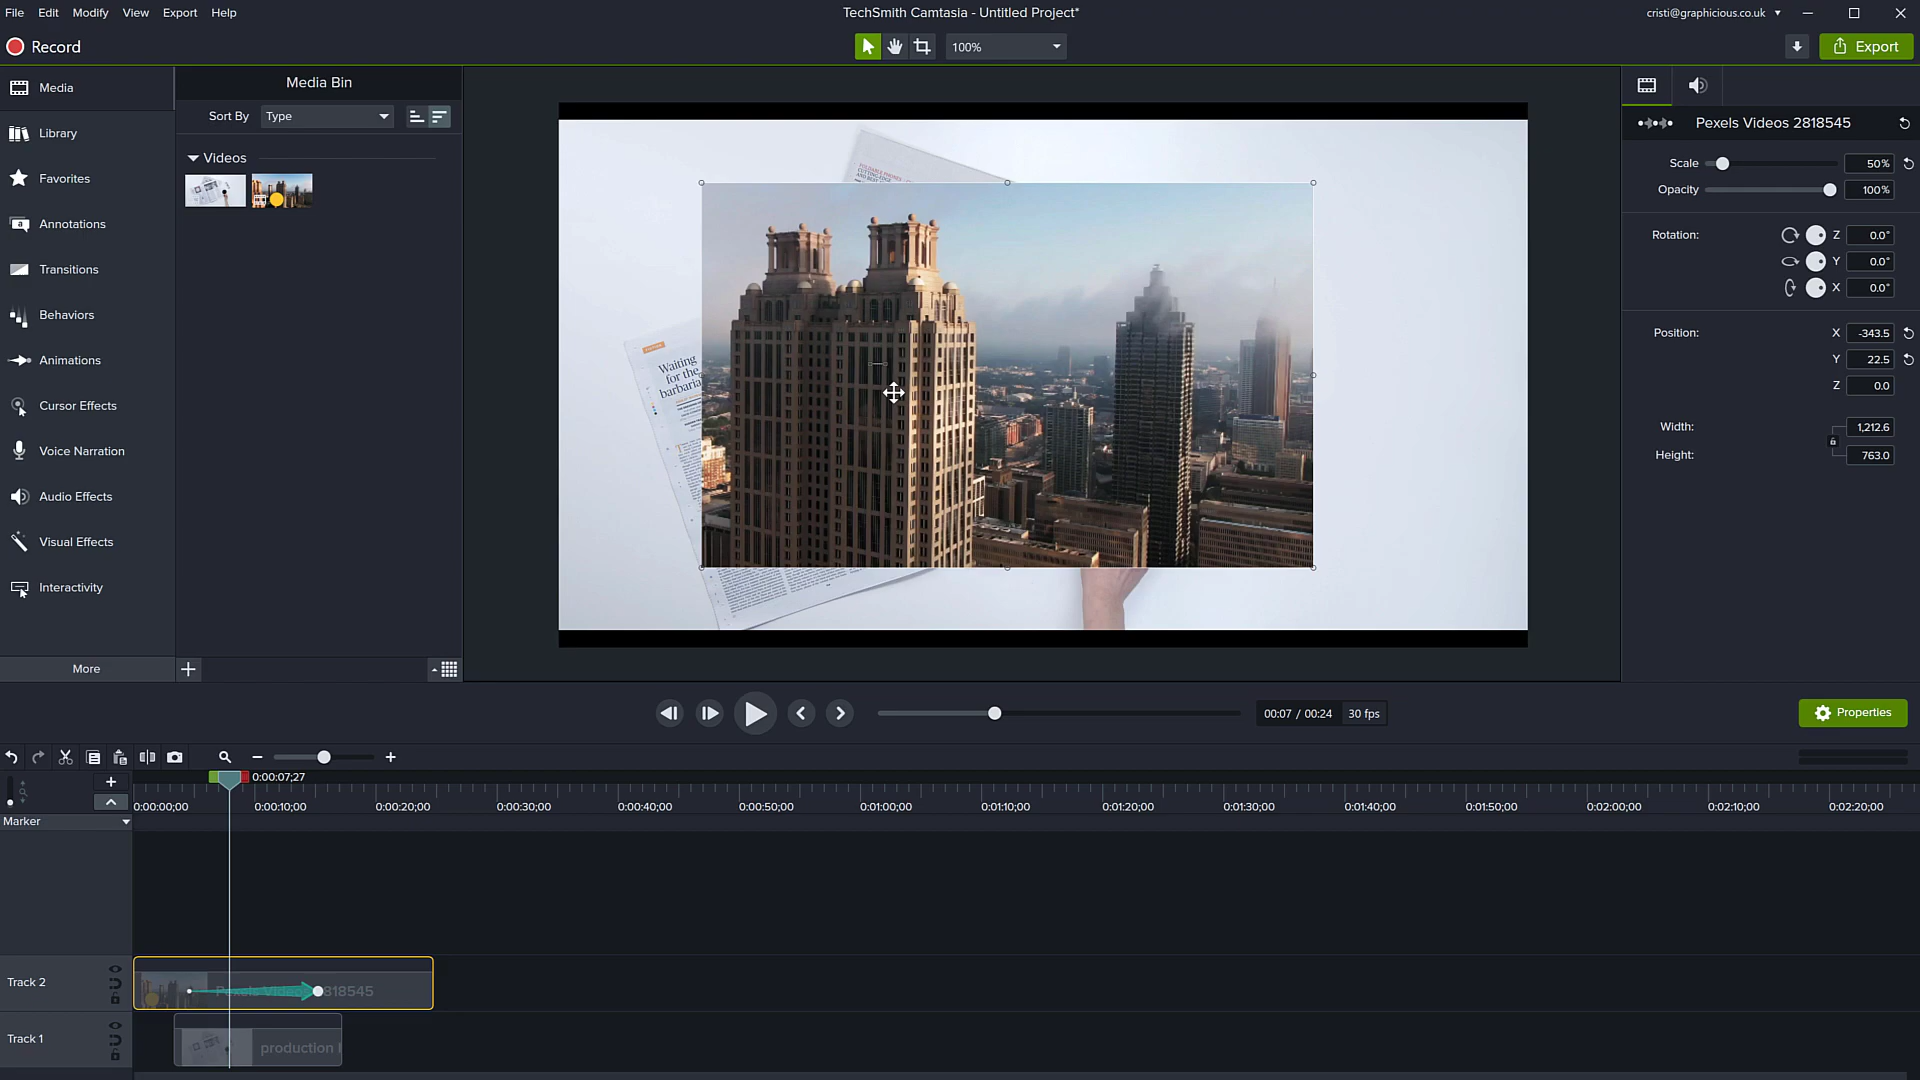 File Edit Modify View Export Help
TechSmith Camtasia - Untitled Project*
cristi@graphicious.co.uk
Record
100%
Export
Media
Library
Favorites
Annotations
Transitions
Behaviors
Animations
Cursor Effects
Voice Narration
Audio Effects
Visual Effects
Interactivity
More
Media Bin
Sort By Type
Videos
Waiting
for the
barbaria
Pexels Videos 2818545
Scale 50%
Opacity 100%
Rotation: Z 0.0°
Y 0.0°
X 0.0°
Position: X -343.5
Y 22.5
Z 0.0
Width: 1,212.6
Height: 763.0
00:07 / 00:24 30 fps
Properties
0:00:07;27
0:00:00;00 0:00:10;00 0:00:20;00 0:00:30;00 0:00:40;00 0:00:50;00 0:01:00;00 0:01:10;00 0:01:20;00 0:01:30;00 0:01:40;00 0:01:50;00 0:02:00;00 0:02:10;00 0:02:20;00
Marker
Track 2
Pexels Videos 2818545
Track 1
production I